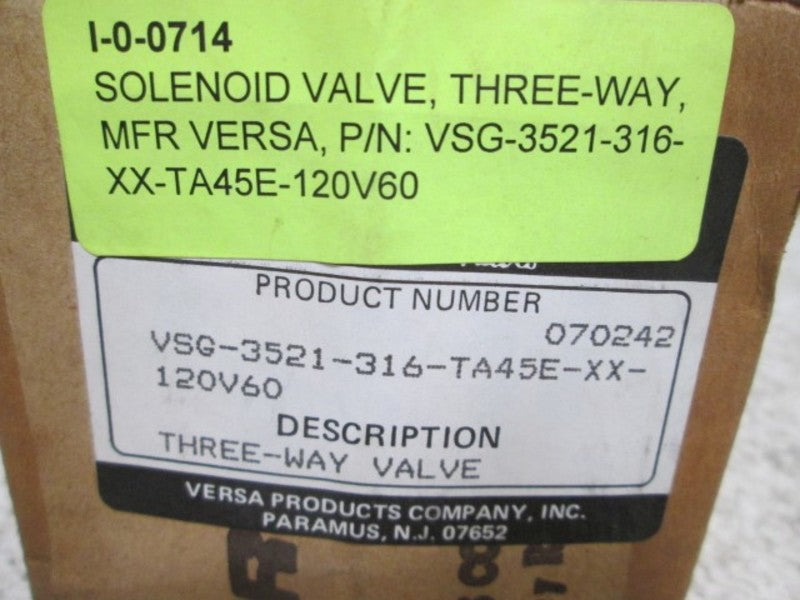 I-0-0714
SOLENOID VALVE, THREE-WAY,
MFR VERSA, P/N: VSG-3521-316-
XX-TA45E-120V60
PRODUCT NUMBER
070242
VSG-3521-316-TA45E-XX-
120V60
DESCRIPTION
THREE-WAY VALVE
VERSA PRODUCTS COMPANY, INC.
PARAMUS, N.J. 07652